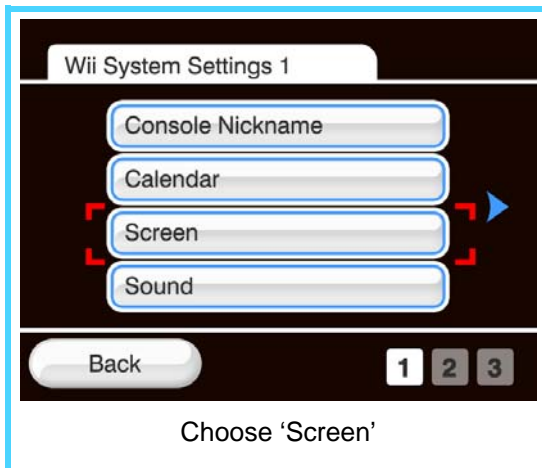 Wii System Settings 1
Console Nickname
Calendar
Screen
Sound
Back
1 2 3
Choose ‘Screen’